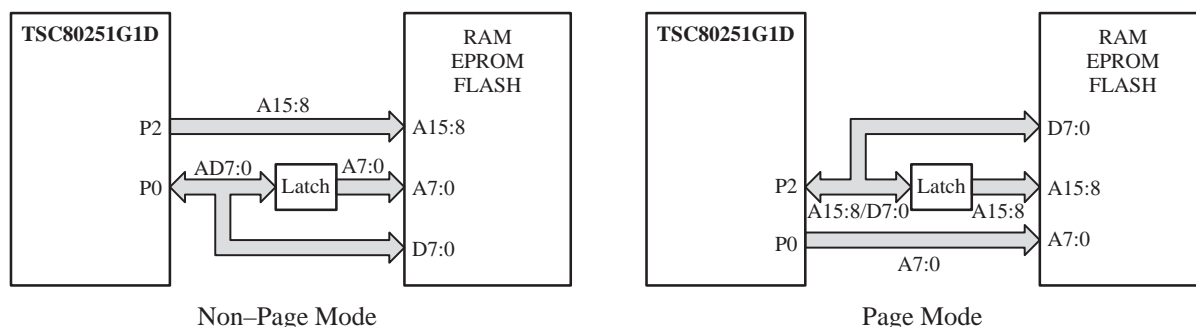 TSC80251G1D
RAM
EPROM
FLASH
A15:8
P2
A15:8
AD7:0
A7:0
P0
Latch
A7:0
D7:0
Non–Page Mode
TSC80251G1D
RAM
EPROM
FLASH
D7:0
P2
Latch
A15:8
A15:8/D7:0
A15:8
P0
A7:0
A7:0
Page Mode